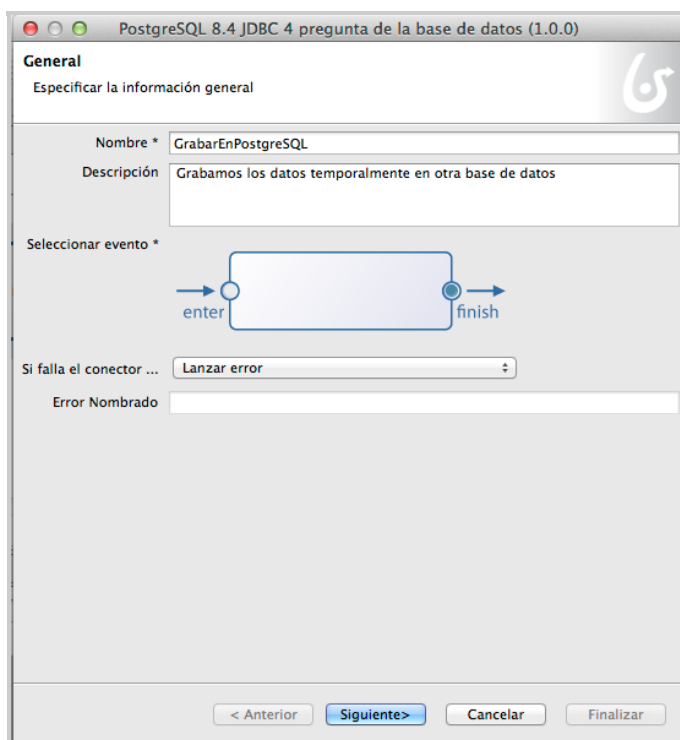 PostgreSQL 8.4 JDBC 4 pregunta de la base de datos (1.0.0)
General
Especificar la información general
Nombre * GrabarEnPostgreSQL
Descripción Grabamos los datos temporalmente en otra base de datos
Seleccionar evento *
enter finish
Si falla el conector ... Lanzar error
Error Nombrado
< Anterior Siguiente> Cancelar Finalizar